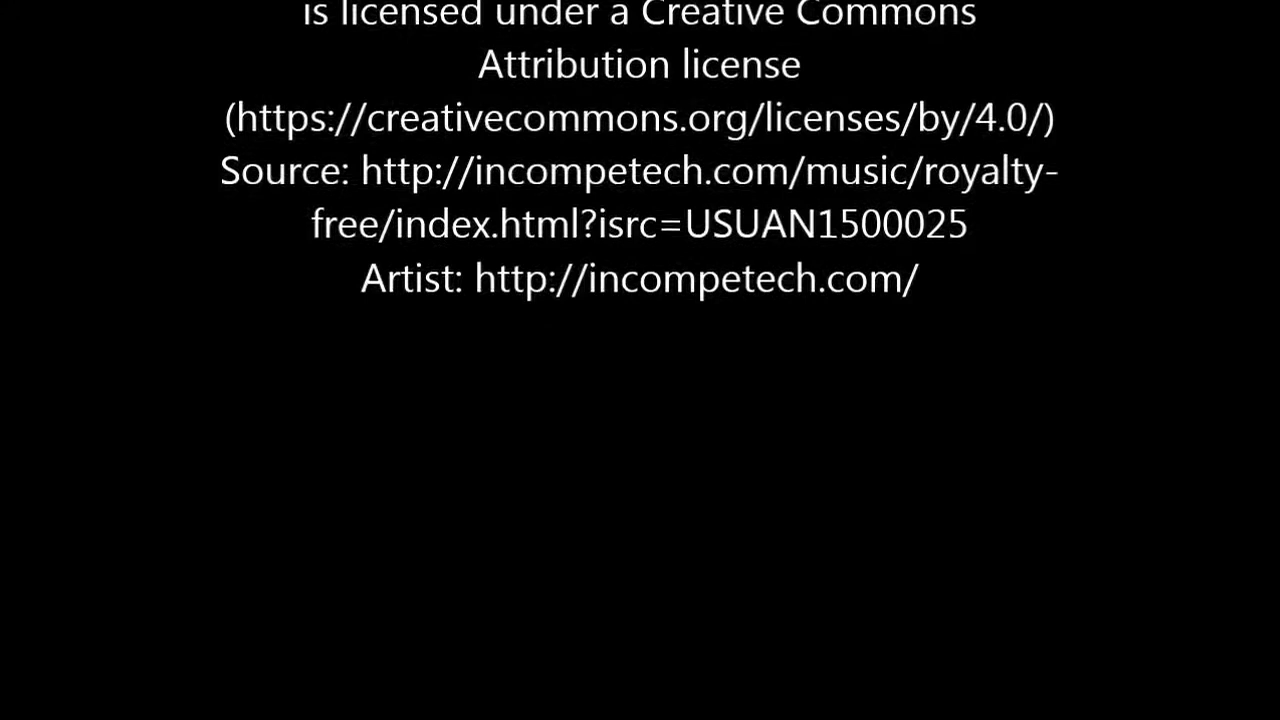 is licensed under a Creative Commons
Attribution license
(https://creativecommons.org/licenses/by/4.0/)
Source: http://incompetech.com/music/royalty-
free/index.html?isrc=USUAN1500025
Artist: http://incompetech.com/